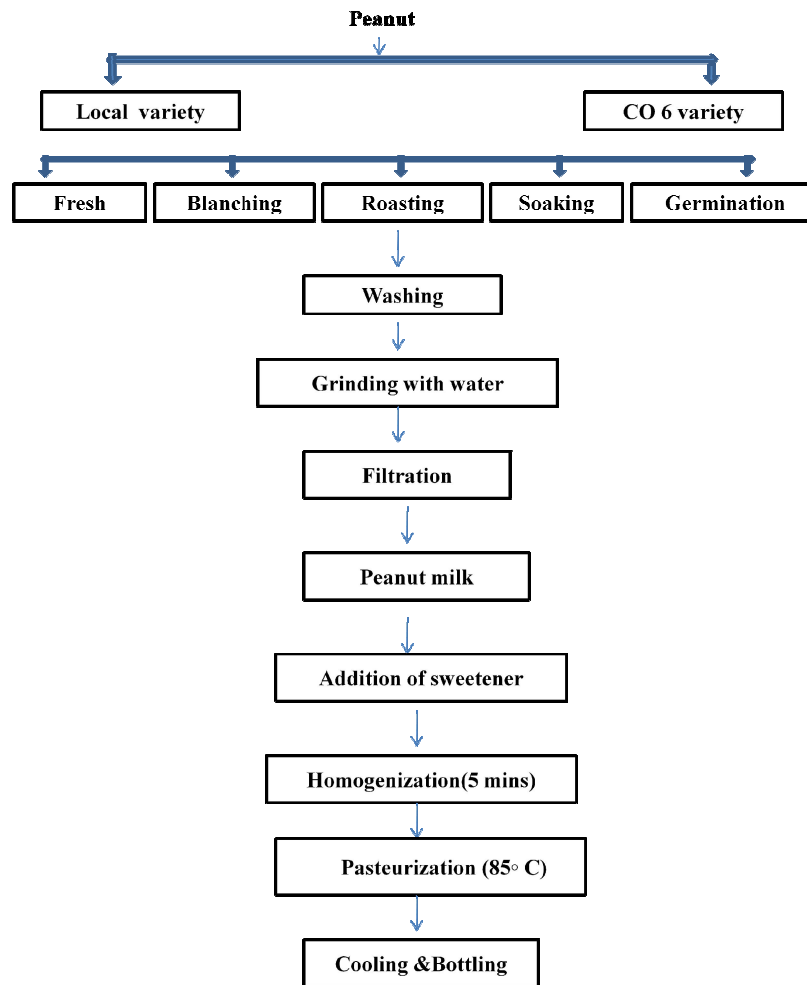 Peanut
Local variety
CO 6 variety
Fresh
Blanching
Roasting
Soaking
Germination
Washing
Grinding with water
Filtration
Peanut milk
Addition of sweetener
Homogenization(5 mins)
Pasteurization (85◦ C)
Cooling &Bottling